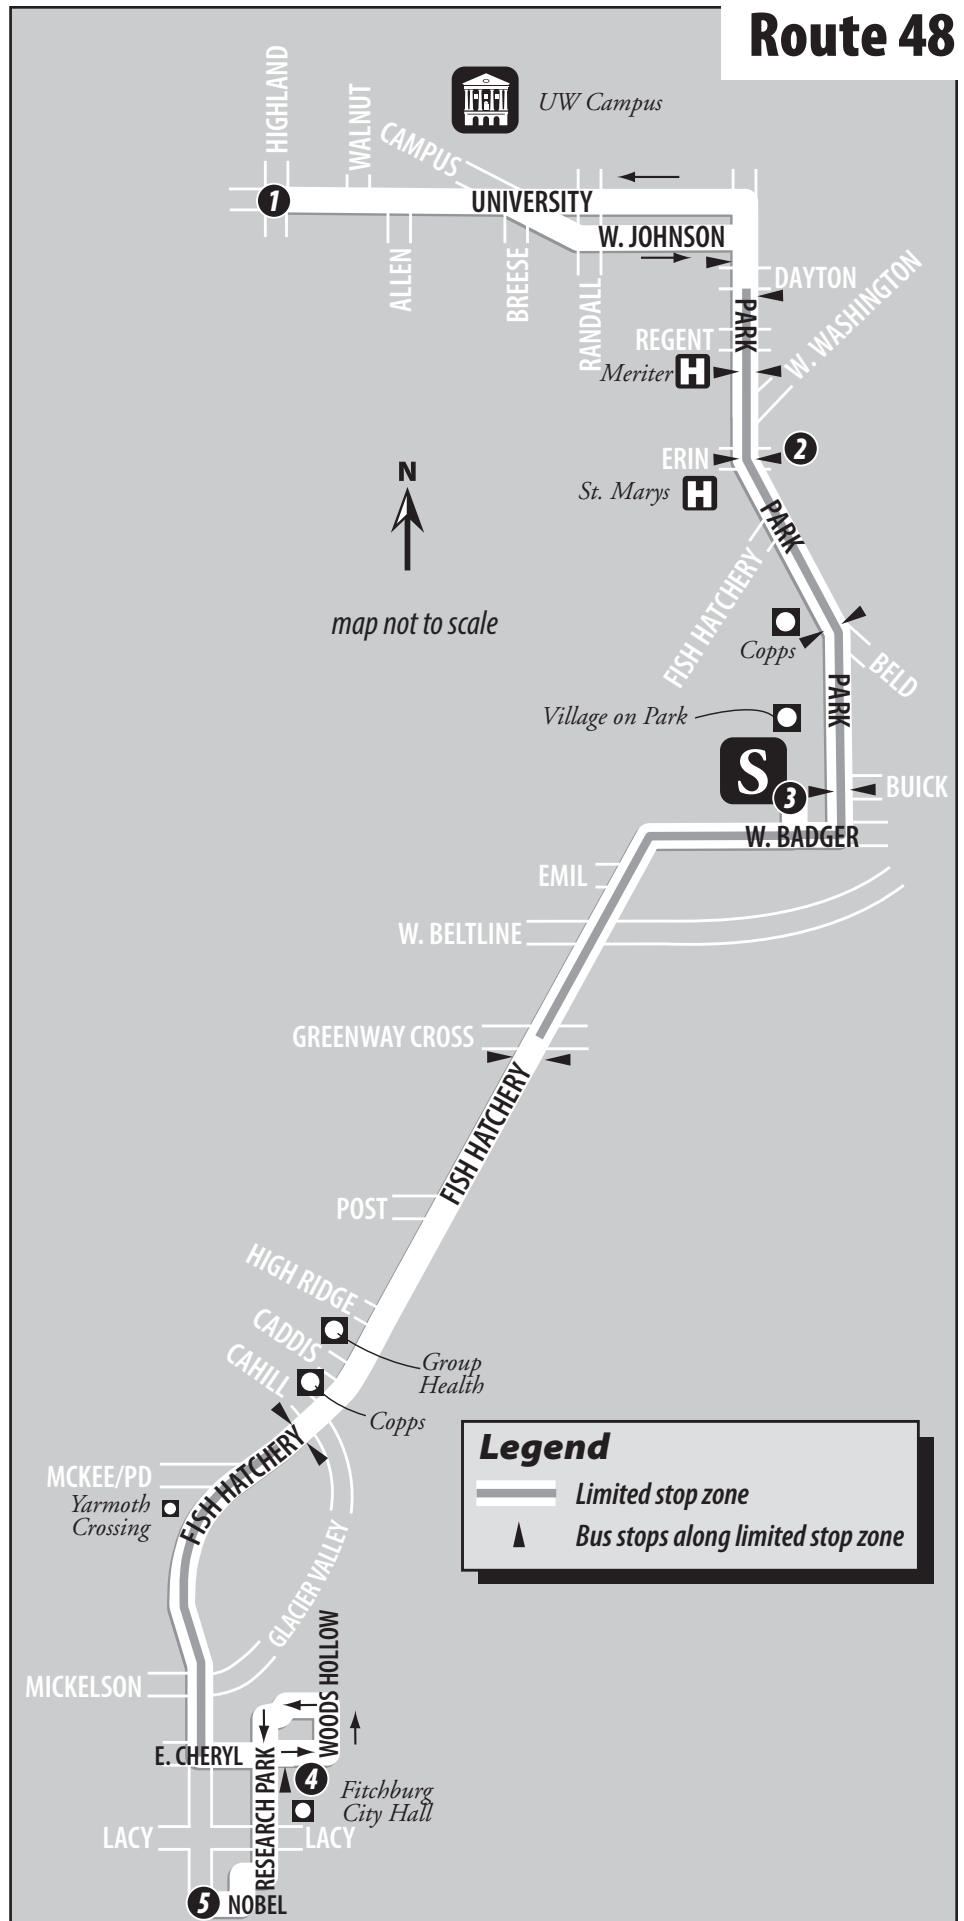 Route 48
HIGHLAND
WALNUT
CAMPUS
UW Campus
1
UNIVERSITY
W. JOHNSON
ALLEN
BREESE
RANDALL
DAYTON
PARK
W. WASHINGTON
REGENT
Meriter H
ERIN
2
St. Marys H
N
map not to scale
PARK
FISH HATCHERY
Copps
BELD
PARK
Village on Park
S
3
BUICK
W. BADGER
EMIL
W. BELTLINE
GREENWAY CROSS
FISH HATCHERY
POST
HIGH RIDGE
CADDIS
CAHILL
Group
Health
Copps
FISH HATCHERY
MCKEE/PD
Yarmoth
Crossing
Legend
Limited stop zone
Bus stops along limited stop zone
GLACIER VALLEY
WOODS HOLLOW
MICKELSON
E. CHERYL
RESEARCH PARK
4
Fitchburg
City Hall
LACY
LACY
5
NOBEL